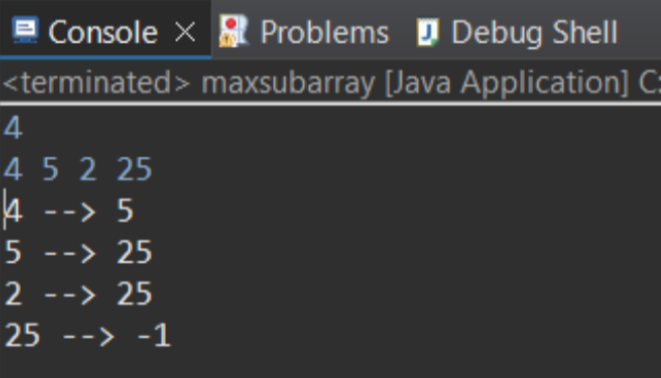 Console Problems Debug Shell
<terminated> maxsubarray [Java Application] C:
4
4 5 2 25
4 --> 5
5 --> 25
2 --> 25
25 --> -1